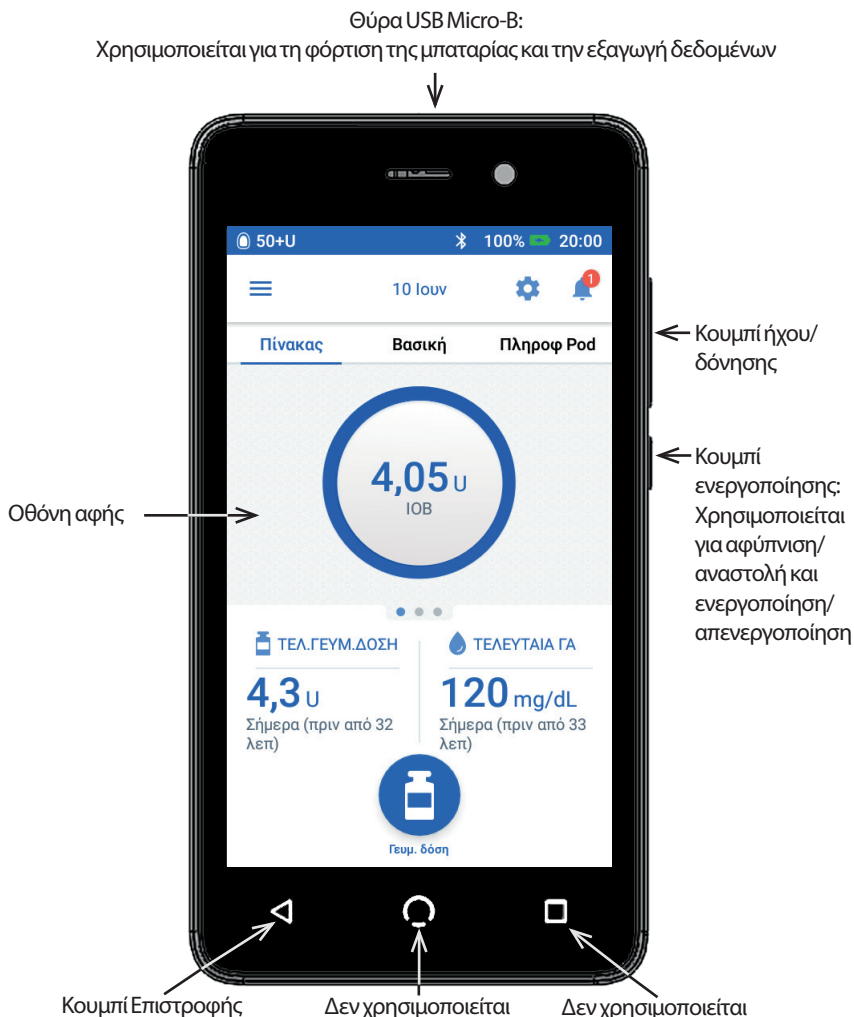 Θύρα USB Micro-B:
Χρησιμοποιείται για τη φόρτιση της μπαταρίας και την εξαγωγή δεδομένων
50+U 100% 20:00
10 Ιουν 1
Πίνακας Βασική Πληροφ Pod
Κουμπί ήχου/
δόνησης
4,05 U
IOB
Κουμπί
ενεργοποίησης:
Χρησιμοποιείται
για αφύπνιση/
αναστολή και
ενεργοποίηση/
απενεργοποίηση
Οθόνη αφής
ΤΕΛ.ΓΕΥΜ.ΔΟΣΗ ΤΕΛΕΥΤΑΙΑ ΓΑ
4,3 U 120 mg/dL
Σήμερα (πριν από 32 Σήμερα (πριν από 33
λεπ) λεπ)
Γευμ. δόση
Κουμπί Επιστροφής Δεν χρησιμοποιείται Δεν χρησιμοποιείται